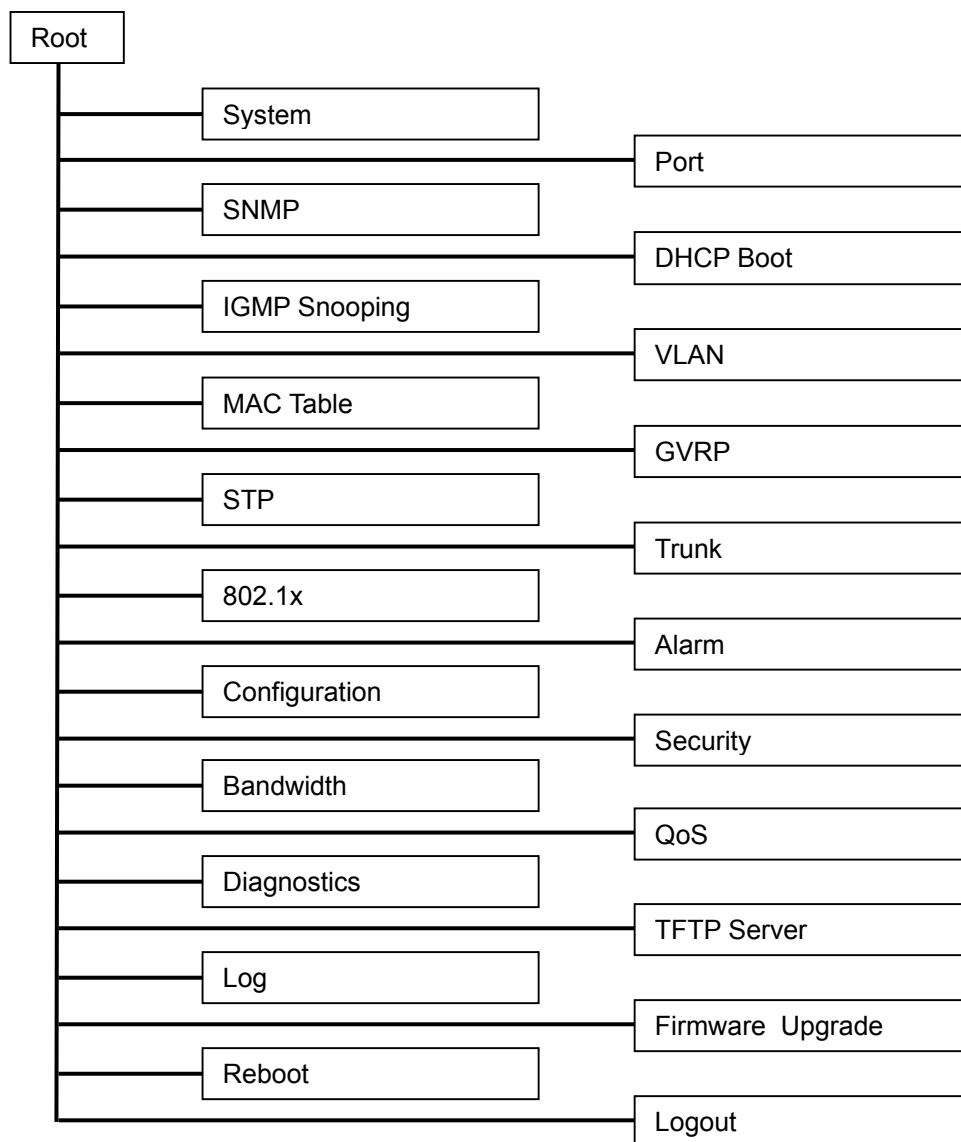 Root
System
Port
SNMP
DHCP Boot
IGMP Snooping
VLAN
MAC Table
GVRP
STP
Trunk
802.1x
Alarm
Configuration
Security
Bandwidth
QoS
Diagnostics
TFTP Server
Log
Firmware Upgrade
Reboot
Logout